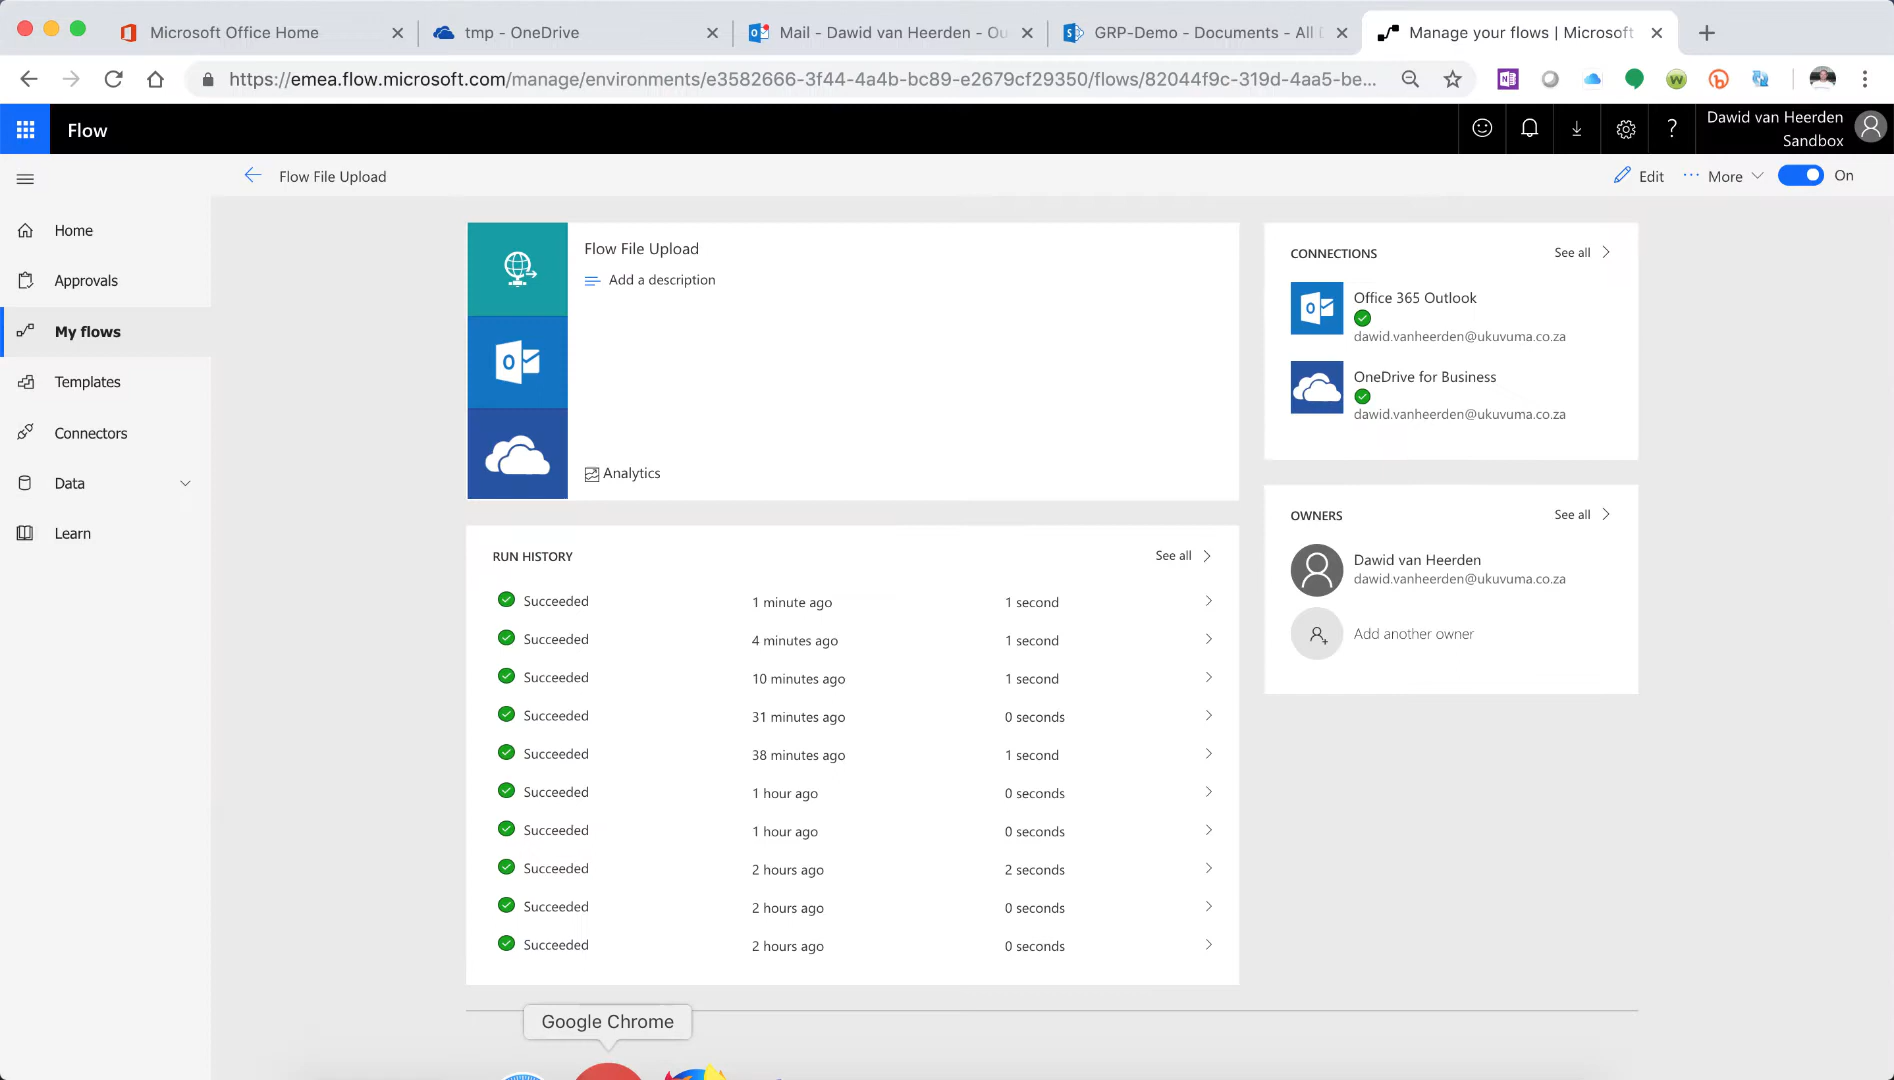 Microsoft Office Home
tmp - OneDrive
Mail - Dawid van Heerden - Ou
GRP-Demo - Documents - All
Manage your flows | Microsoft
https://emea.flow.microsoft.com/manage/environments/e3582666-3f44-4a4b-bc89-e2679cf29350/flows/82044f9c-319d-4aa5-be...
Flow
Dawid van Heerden
Sandbox
Flow File Upload
Edit
More
On
Home
Approvals
My flows
Templates
Connectors
Data
Learn
Flow File Upload
Add a description
Analytics
CONNECTIONS
See all
Office 365 Outlook
dawid.vanheerden@ukuvuma.co.za
OneDrive for Business
dawid.vanheerden@ukuvuma.co.za
OWNERS
See all
Dawid van Heerden
dawid.vanheerden@ukuvuma.co.za
Add another owner
RUN HISTORY
See all
Succeeded 1 minute ago 1 second
Succeeded 4 minutes ago 1 second
Succeeded 10 minutes ago 1 second
Succeeded 31 minutes ago 0 seconds
Succeeded 38 minutes ago 1 second
Succeeded 1 hour ago 0 seconds
Succeeded 1 hour ago 0 seconds
Succeeded 2 hours ago 2 seconds
Succeeded 2 hours ago 0 seconds
Succeeded 2 hours ago 0 seconds
Google Chrome